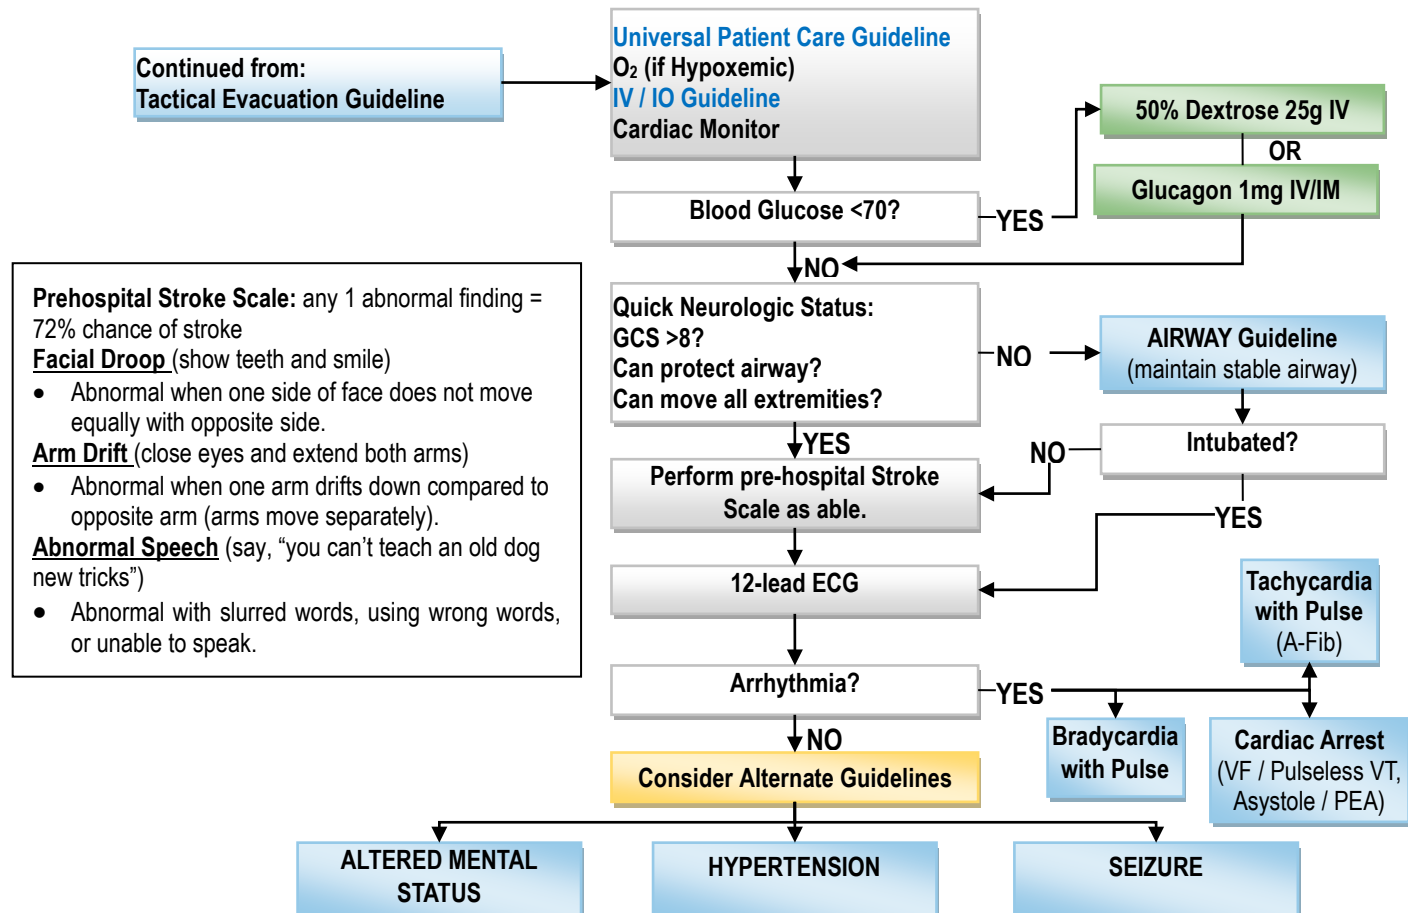 Universal Patient Care Guideline
O₂ (if Hypoxemic)
IV / IO Guideline
Cardiac Monitor
Continued from:
Tactical Evacuation Guideline
50% Dextrose 25g IV
OR
Glucagon 1mg IV/IM
Blood Glucose <70?
YES
NO
Prehospital Stroke Scale: any 1 abnormal finding =
72% chance of stroke
Facial Droop (show teeth and smile)
• Abnormal when one side of face does not move
equally with opposite side.
Arm Drift (close eyes and extend both arms)
• Abnormal when one arm drifts down compared to
opposite arm (arms move separately).
Abnormal Speech (say, “you can’t teach an old dog
new tricks”)
• Abnormal with slurred words, using wrong words,
or unable to speak.
Quick Neurologic Status:
GCS >8?
Can protect airway?
Can move all extremities?
NO
AIRWAY Guideline
(maintain stable airway)
YES
Intubated?
NO
YES
Perform pre-hospital Stroke
Scale as able.
12-lead ECG
Tachycardia
with Pulse
(A-Fib)
Arrhythmia?
YES
NO
Bradycardia
with Pulse
Cardiac Arrest
(VF / Pulseless VT,
Asystole / PEA)
Consider Alternate Guidelines
ALTERED MENTAL
STATUS
HYPERTENSION
SEIZURE